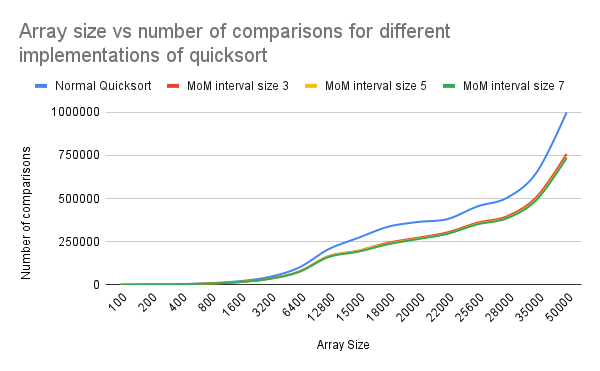 Array size vs number of comparisons for different
implementations of quicksort
Normal Quicksort MoM interval size 3 MoM interval size 5 MoM interval size 7
Number of comparisons
1000000
750000
500000
250000
0
100 200 400 800 1600 3200 6400 12800 15000 18000 20000 22000 25600 28000 35000 50000
Array Size